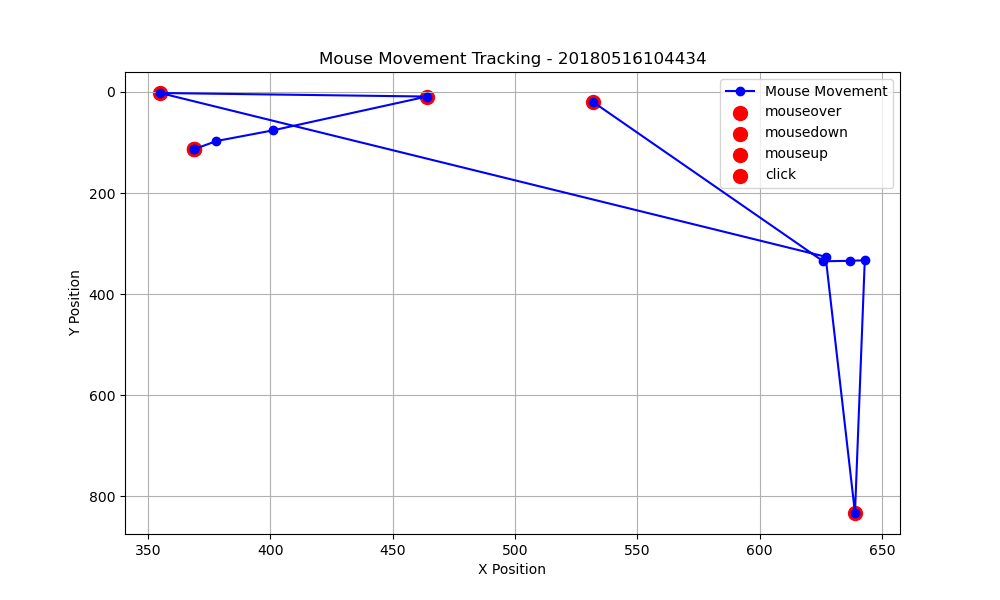 Mouse Movement Tracking - 20180516104434
Mouse Movement
mouseover
mousedown
mouseup
click
Y Position
0
200
400
600
800
350 400 450 500 550 600 650
X Position